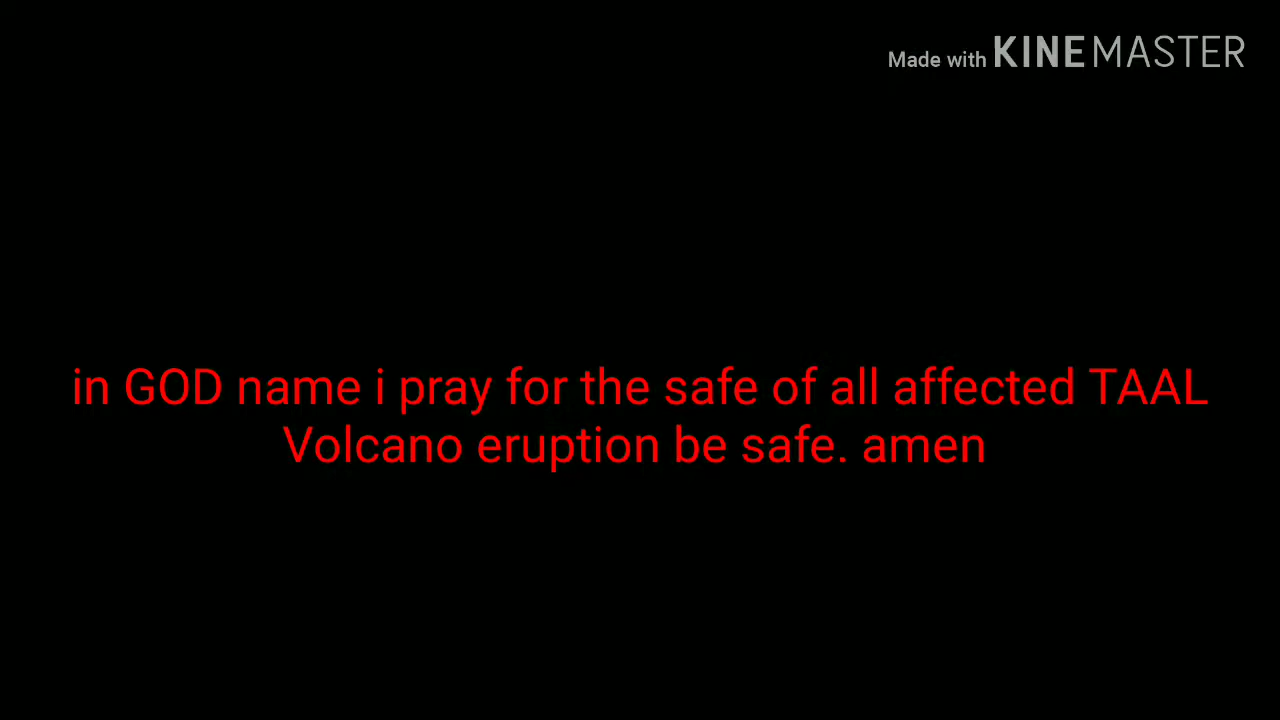 Made with KINEMASTER
in GOD name i pray for the safe of all affected TAAL
Volcano eruption be safe. amen